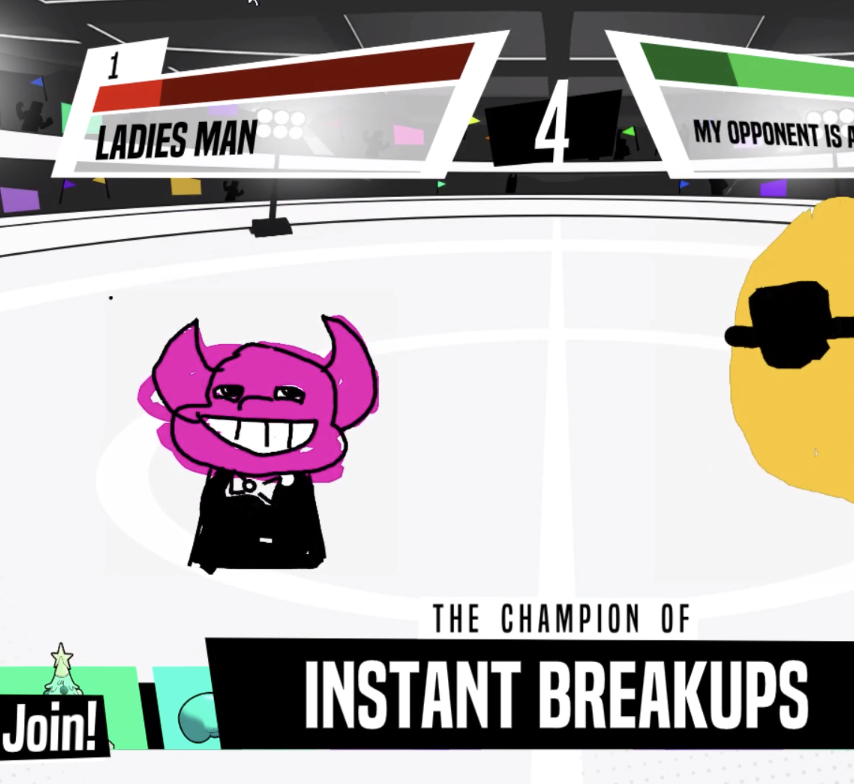 1
LADIES MAN
4
MY OPPONENT IS
THE CHAMPION OF
INSTANT BREAKUPS
Join!